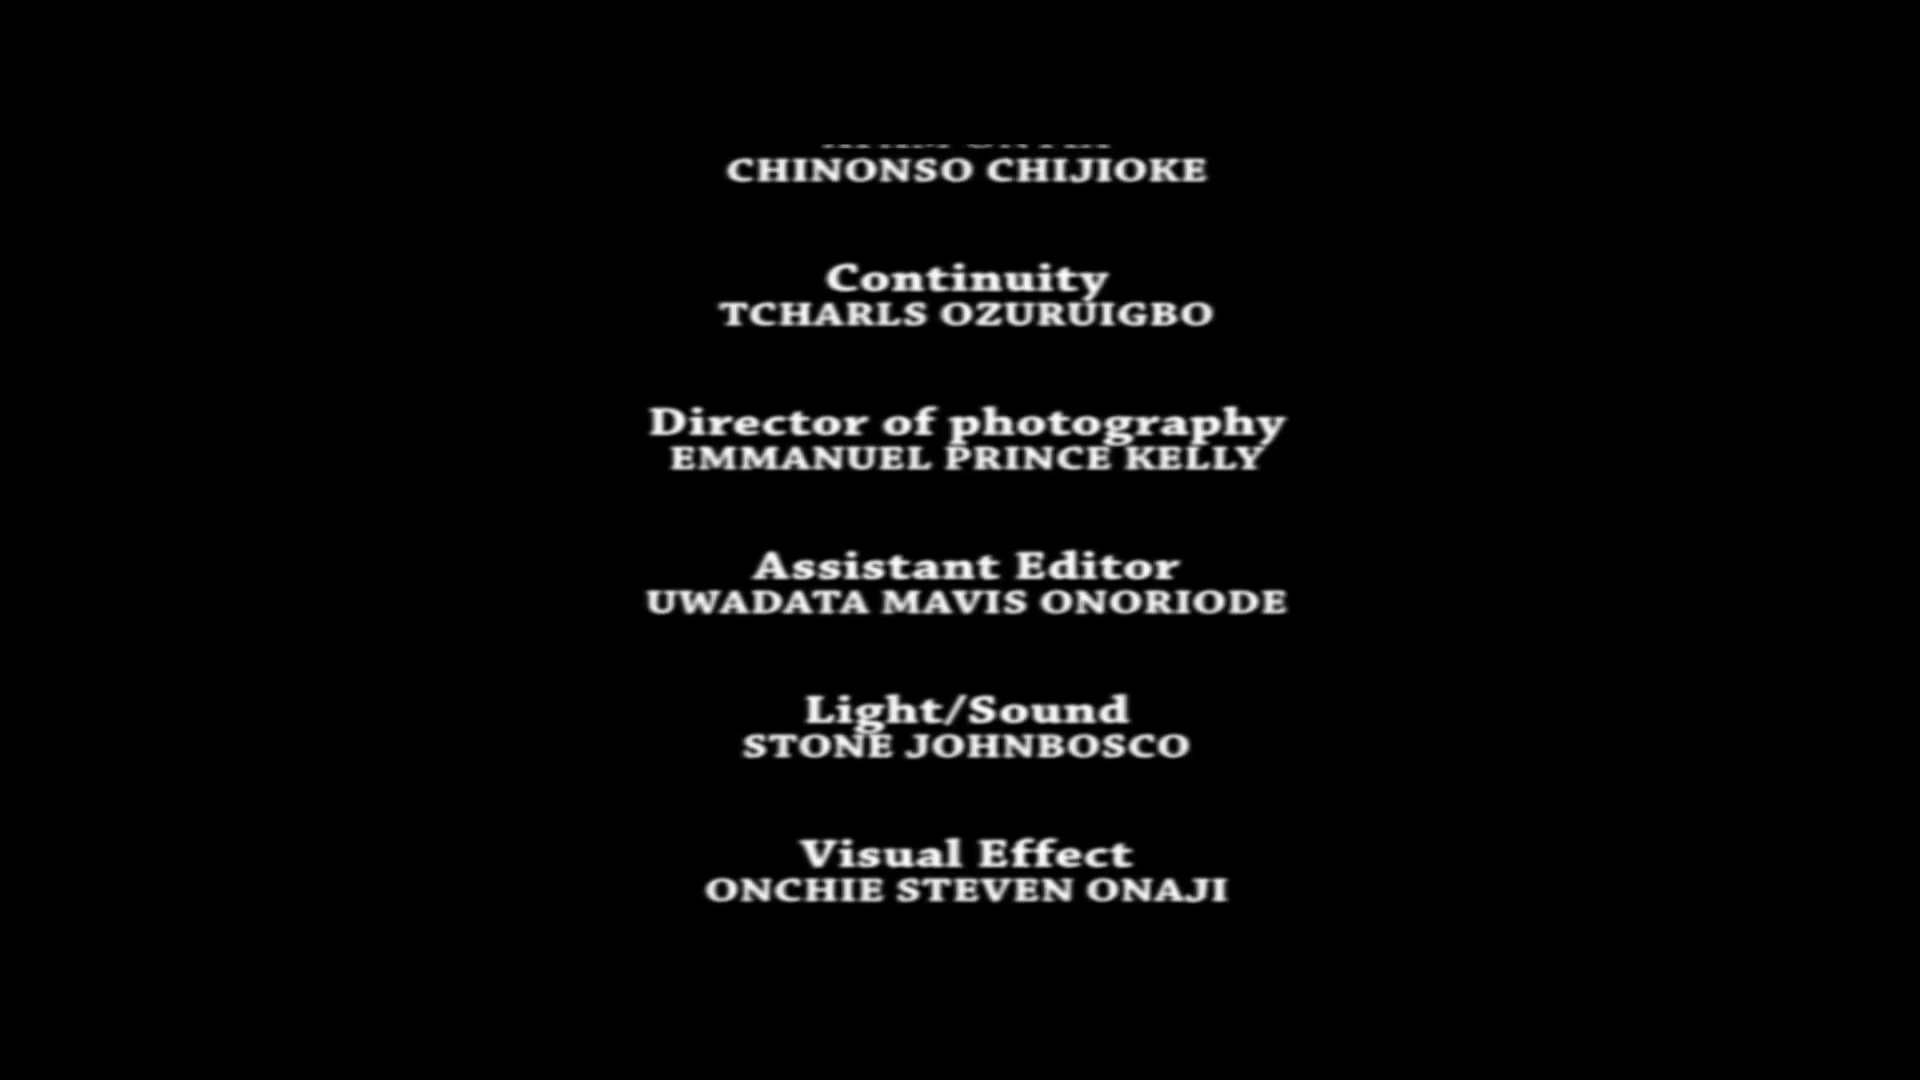 CHINONSO CHIJIOKE
Continuity
TCHARLS OZURUIGBO
Director of photography
EMMANUEL PRINCE KELLY
Assistant Editor
UWADATA MAVIS ONORIODE
Light/Sound
STONE JOHNBOSCO
Visual Effect
ONCHIE STEVEN ONAJI